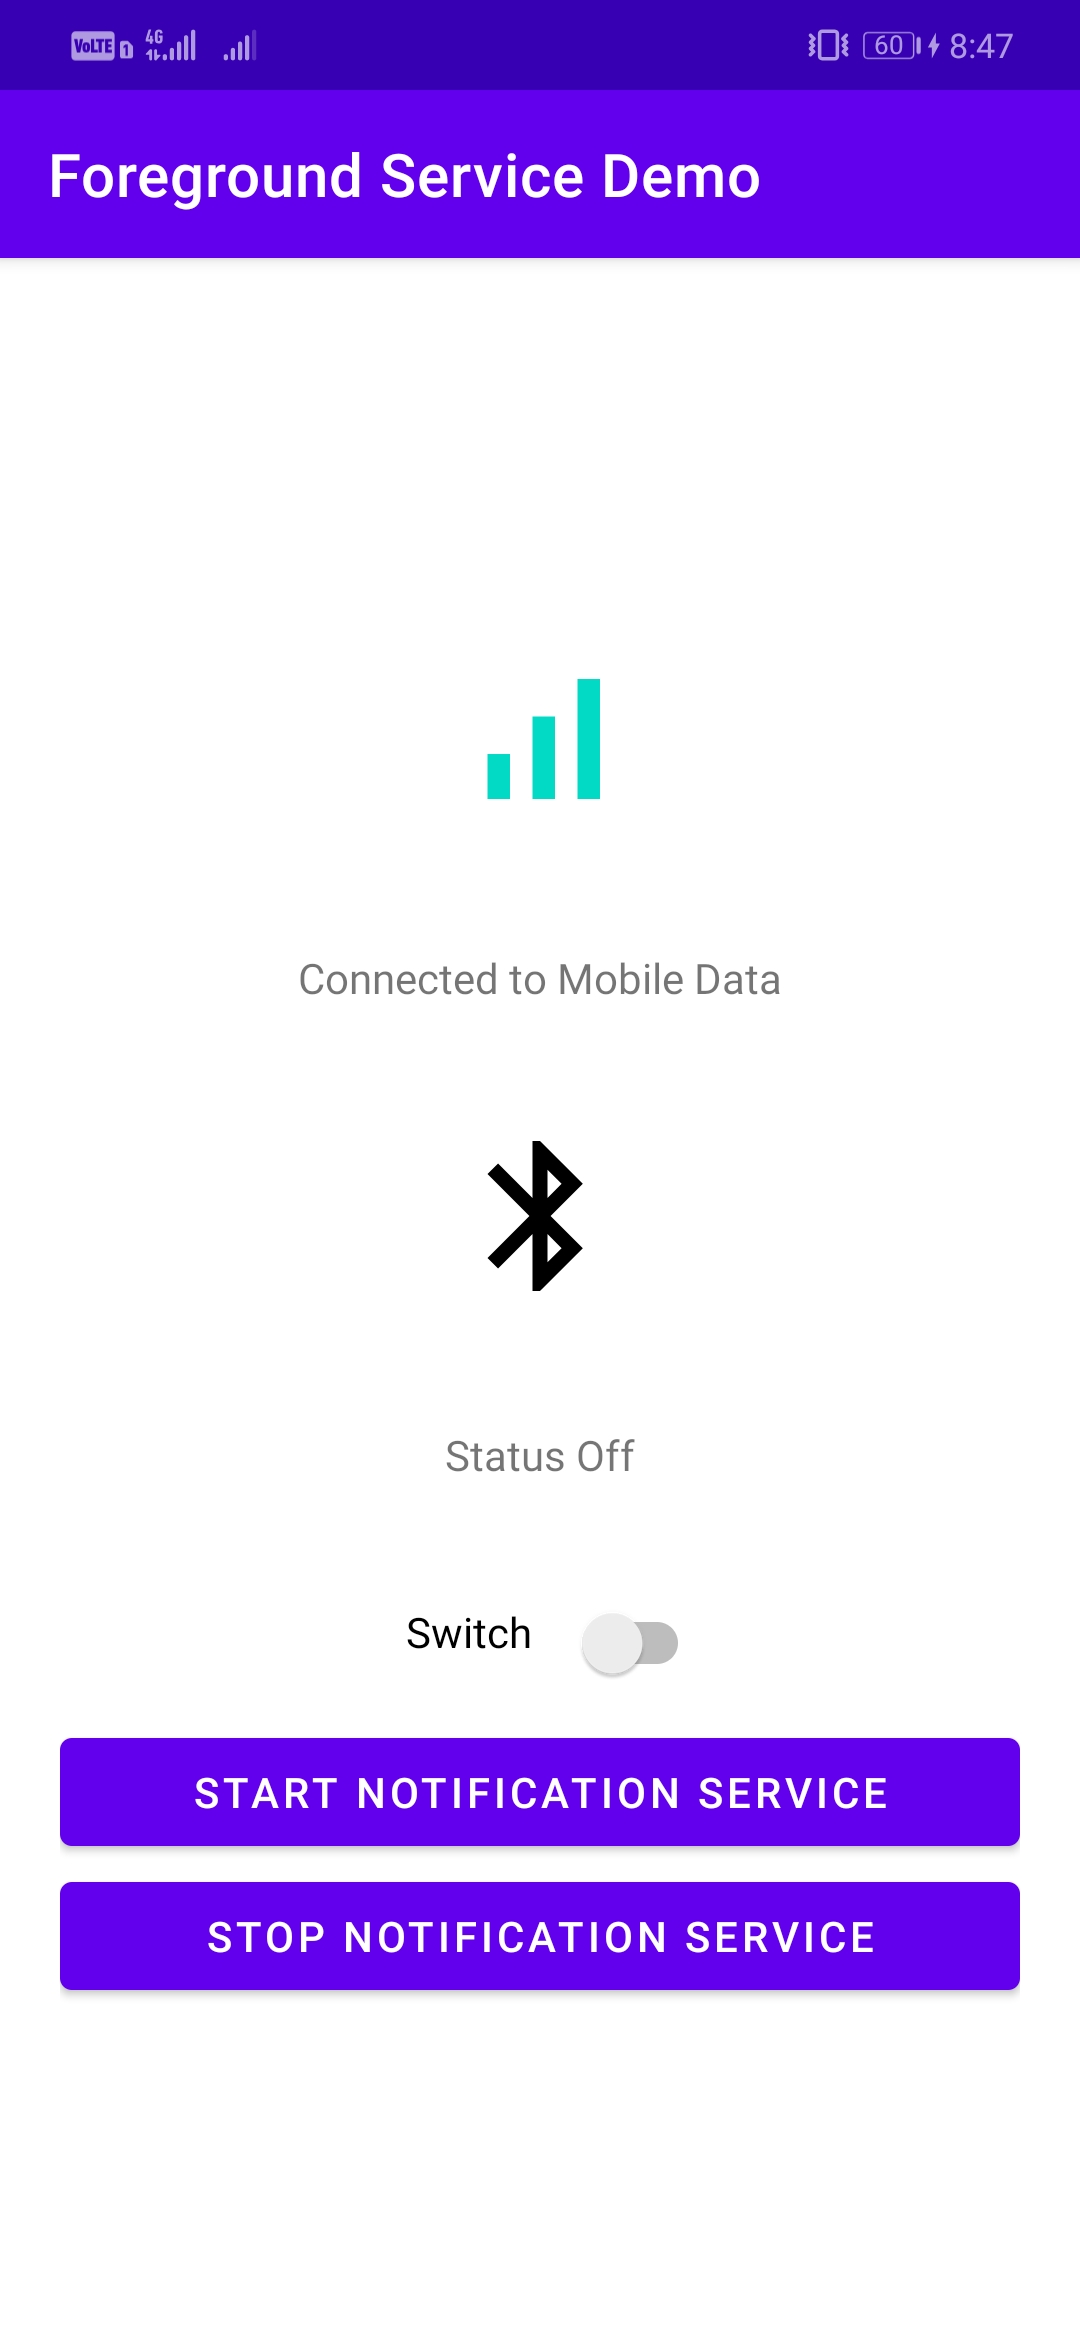 VoLTE 1 4G 60 8:47
Foreground Service Demo
Connected to Mobile Data
Status Off
Switch
START NOTIFICATION SERVICE
STOP NOTIFICATION SERVICE